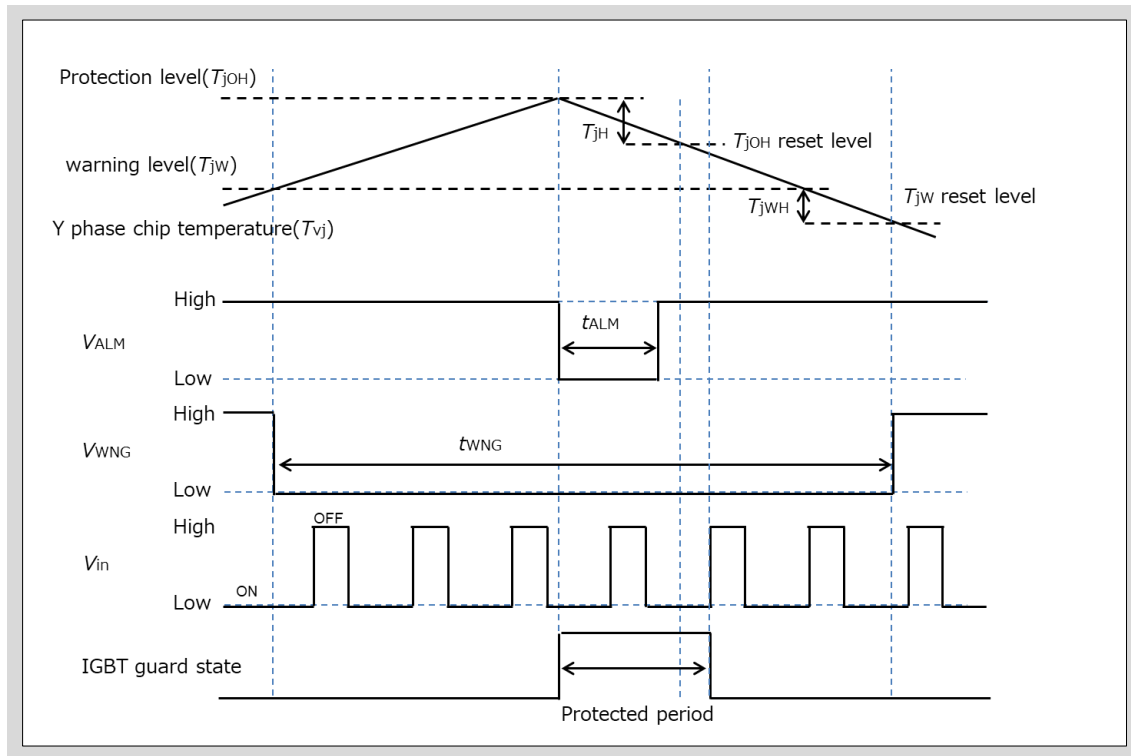 Protection level(TjOH)
TjH
TjOH reset level
warning level(TjW)
TjWH
TjW reset level
Y phase chip temperature(Tvj)
High
tALM
VALM
Low
High
VWNG
tWNG
Low
High
OFF
Vin
ON
Low
IGBT guard state
Protected period